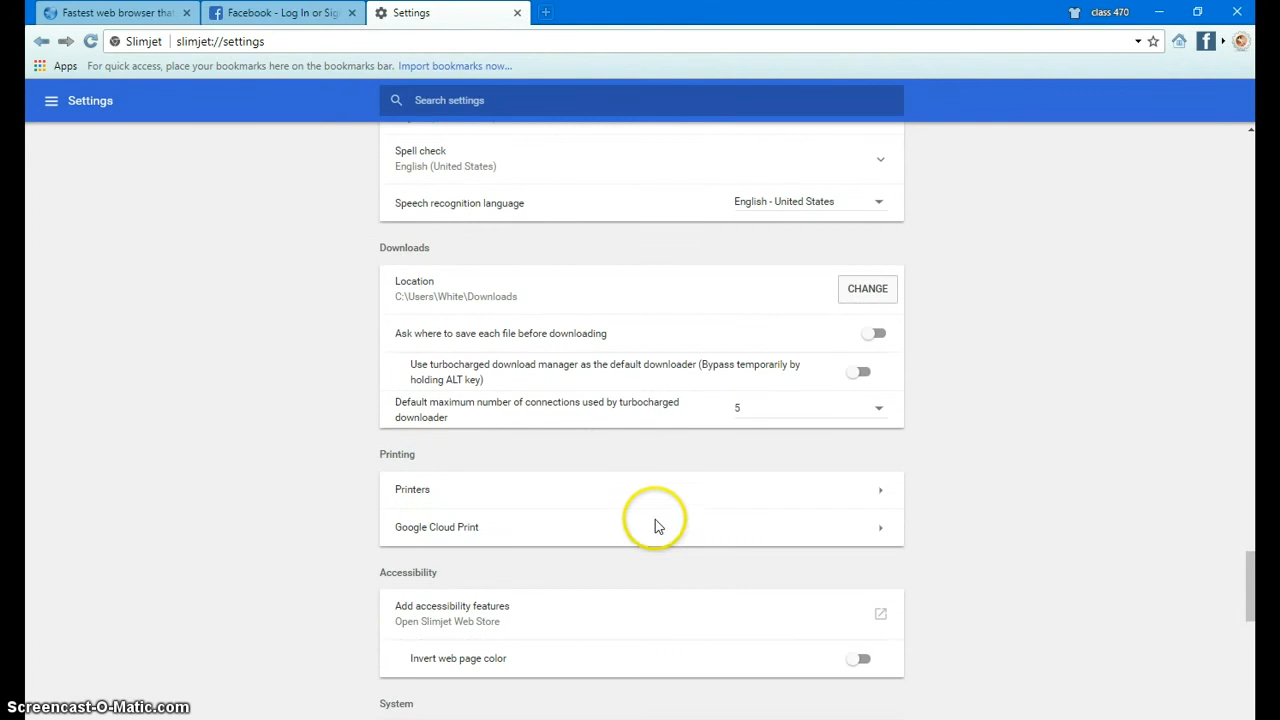 Fastest web browser that
Facebook - Log In or Sig
Settings
class 470
Slimjet
slimjet://settings
Apps
For quick access, place your bookmarks here on the bookmarks bar.
Import bookmarks now...
Settings
Search settings
Spell check
English (United States)
Speech recognition language
English - United States
Downloads
Location
C:\Users\White\Downloads
CHANGE
Ask where to save each file before downloading
Use turbocharged download manager as the default downloader (Bypass temporarily by
holding ALT key)
Default maximum number of connections used by turbocharged
downloader
5
Printing
Printers
Google Cloud Print
Accessibility
Add accessibility features
Open Slimjet Web Store
Invert web page color
System
Screencast-O-Matic.com